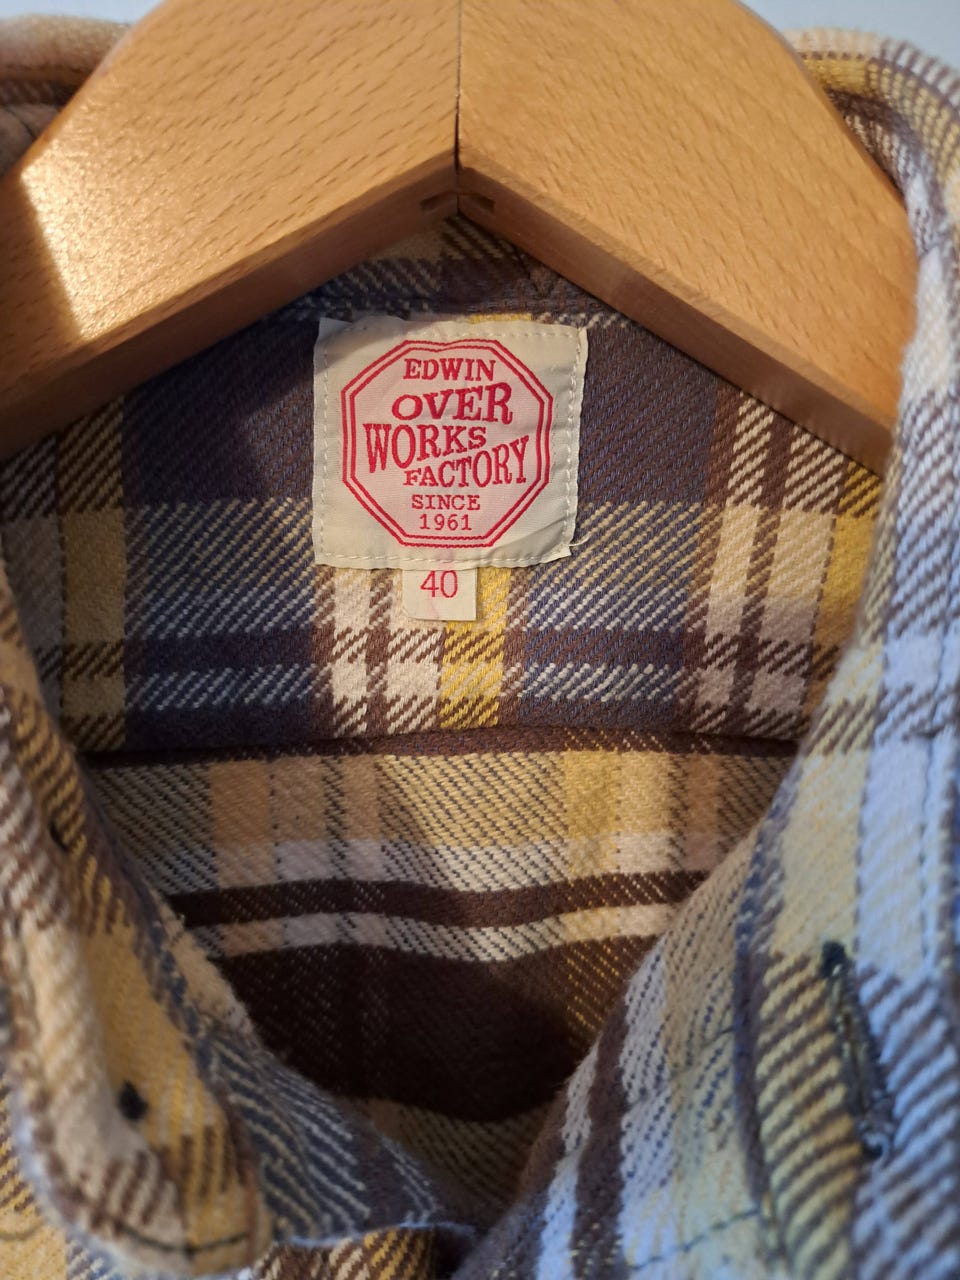 EDWIN
OVER
WORKS
FACTORY
SINCE
1961
40